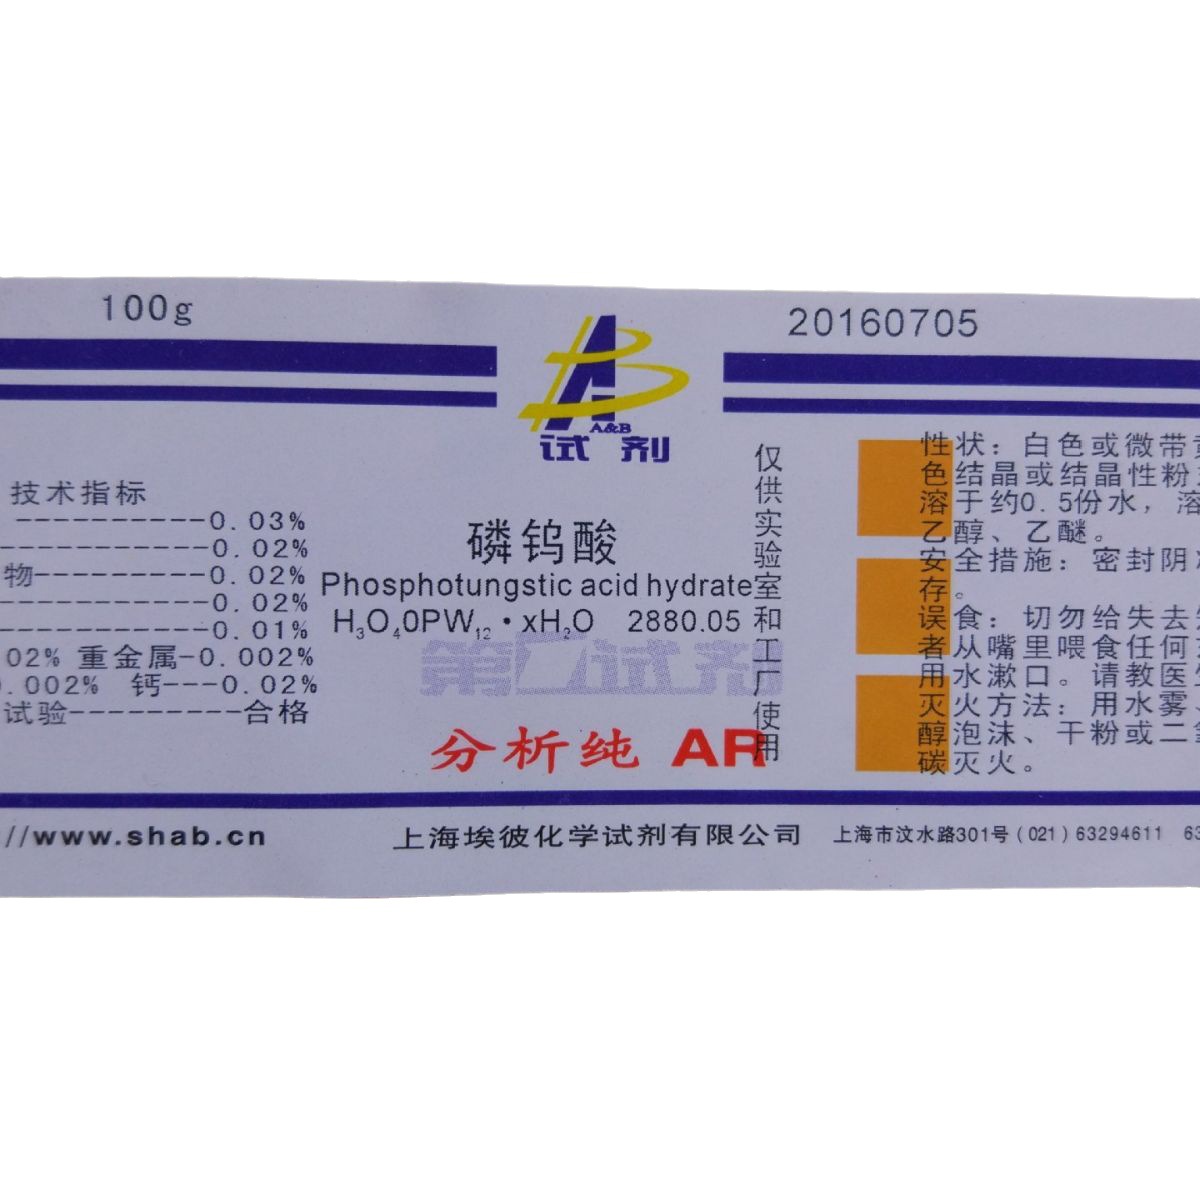 100g
20160705
A&B
试剂
技术指标
----------0.03%
-----------0.02%
物---------0.02%
-----------0.02%
-----------0.01%
02% 重金属-0.002%
.002% 钙---0.02%
试验---------合格
磷钨酸
Phosphotungstic acid hydrate
H₃O₄0PW₁₂·xH₂O 2880.05
试剂
分析纯 AR
仅供实验室和工厂使用
性状：白色或微带
色结晶或结晶性粉
溶于约0.5份水，溶
乙醇、乙醚。
安全措施：密封阴
存。
误食：切勿给失去
者从嘴里喂食任何
用水漱口。请教医
灭火方法：用水雾
醇泡沫、干粉或二
碳灭火。
//www.shab.cn
上海埃彼化学试剂有限公司
上海市汶水路301号(021)63294611 63